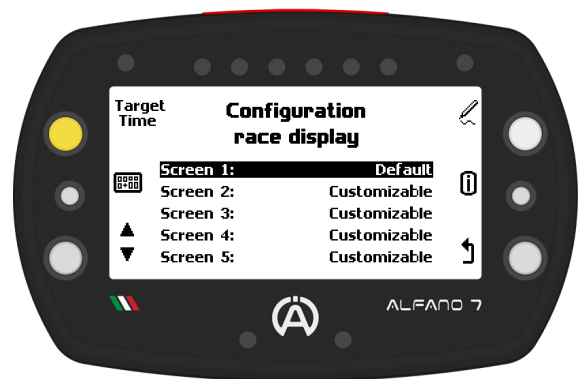 Target
Time
Configuration
race display
Screen 1: Default
Screen 2: Customizable
Screen 3: Customizable
Screen 4: Customizable
Screen 5: Customizable
ALFANO 7